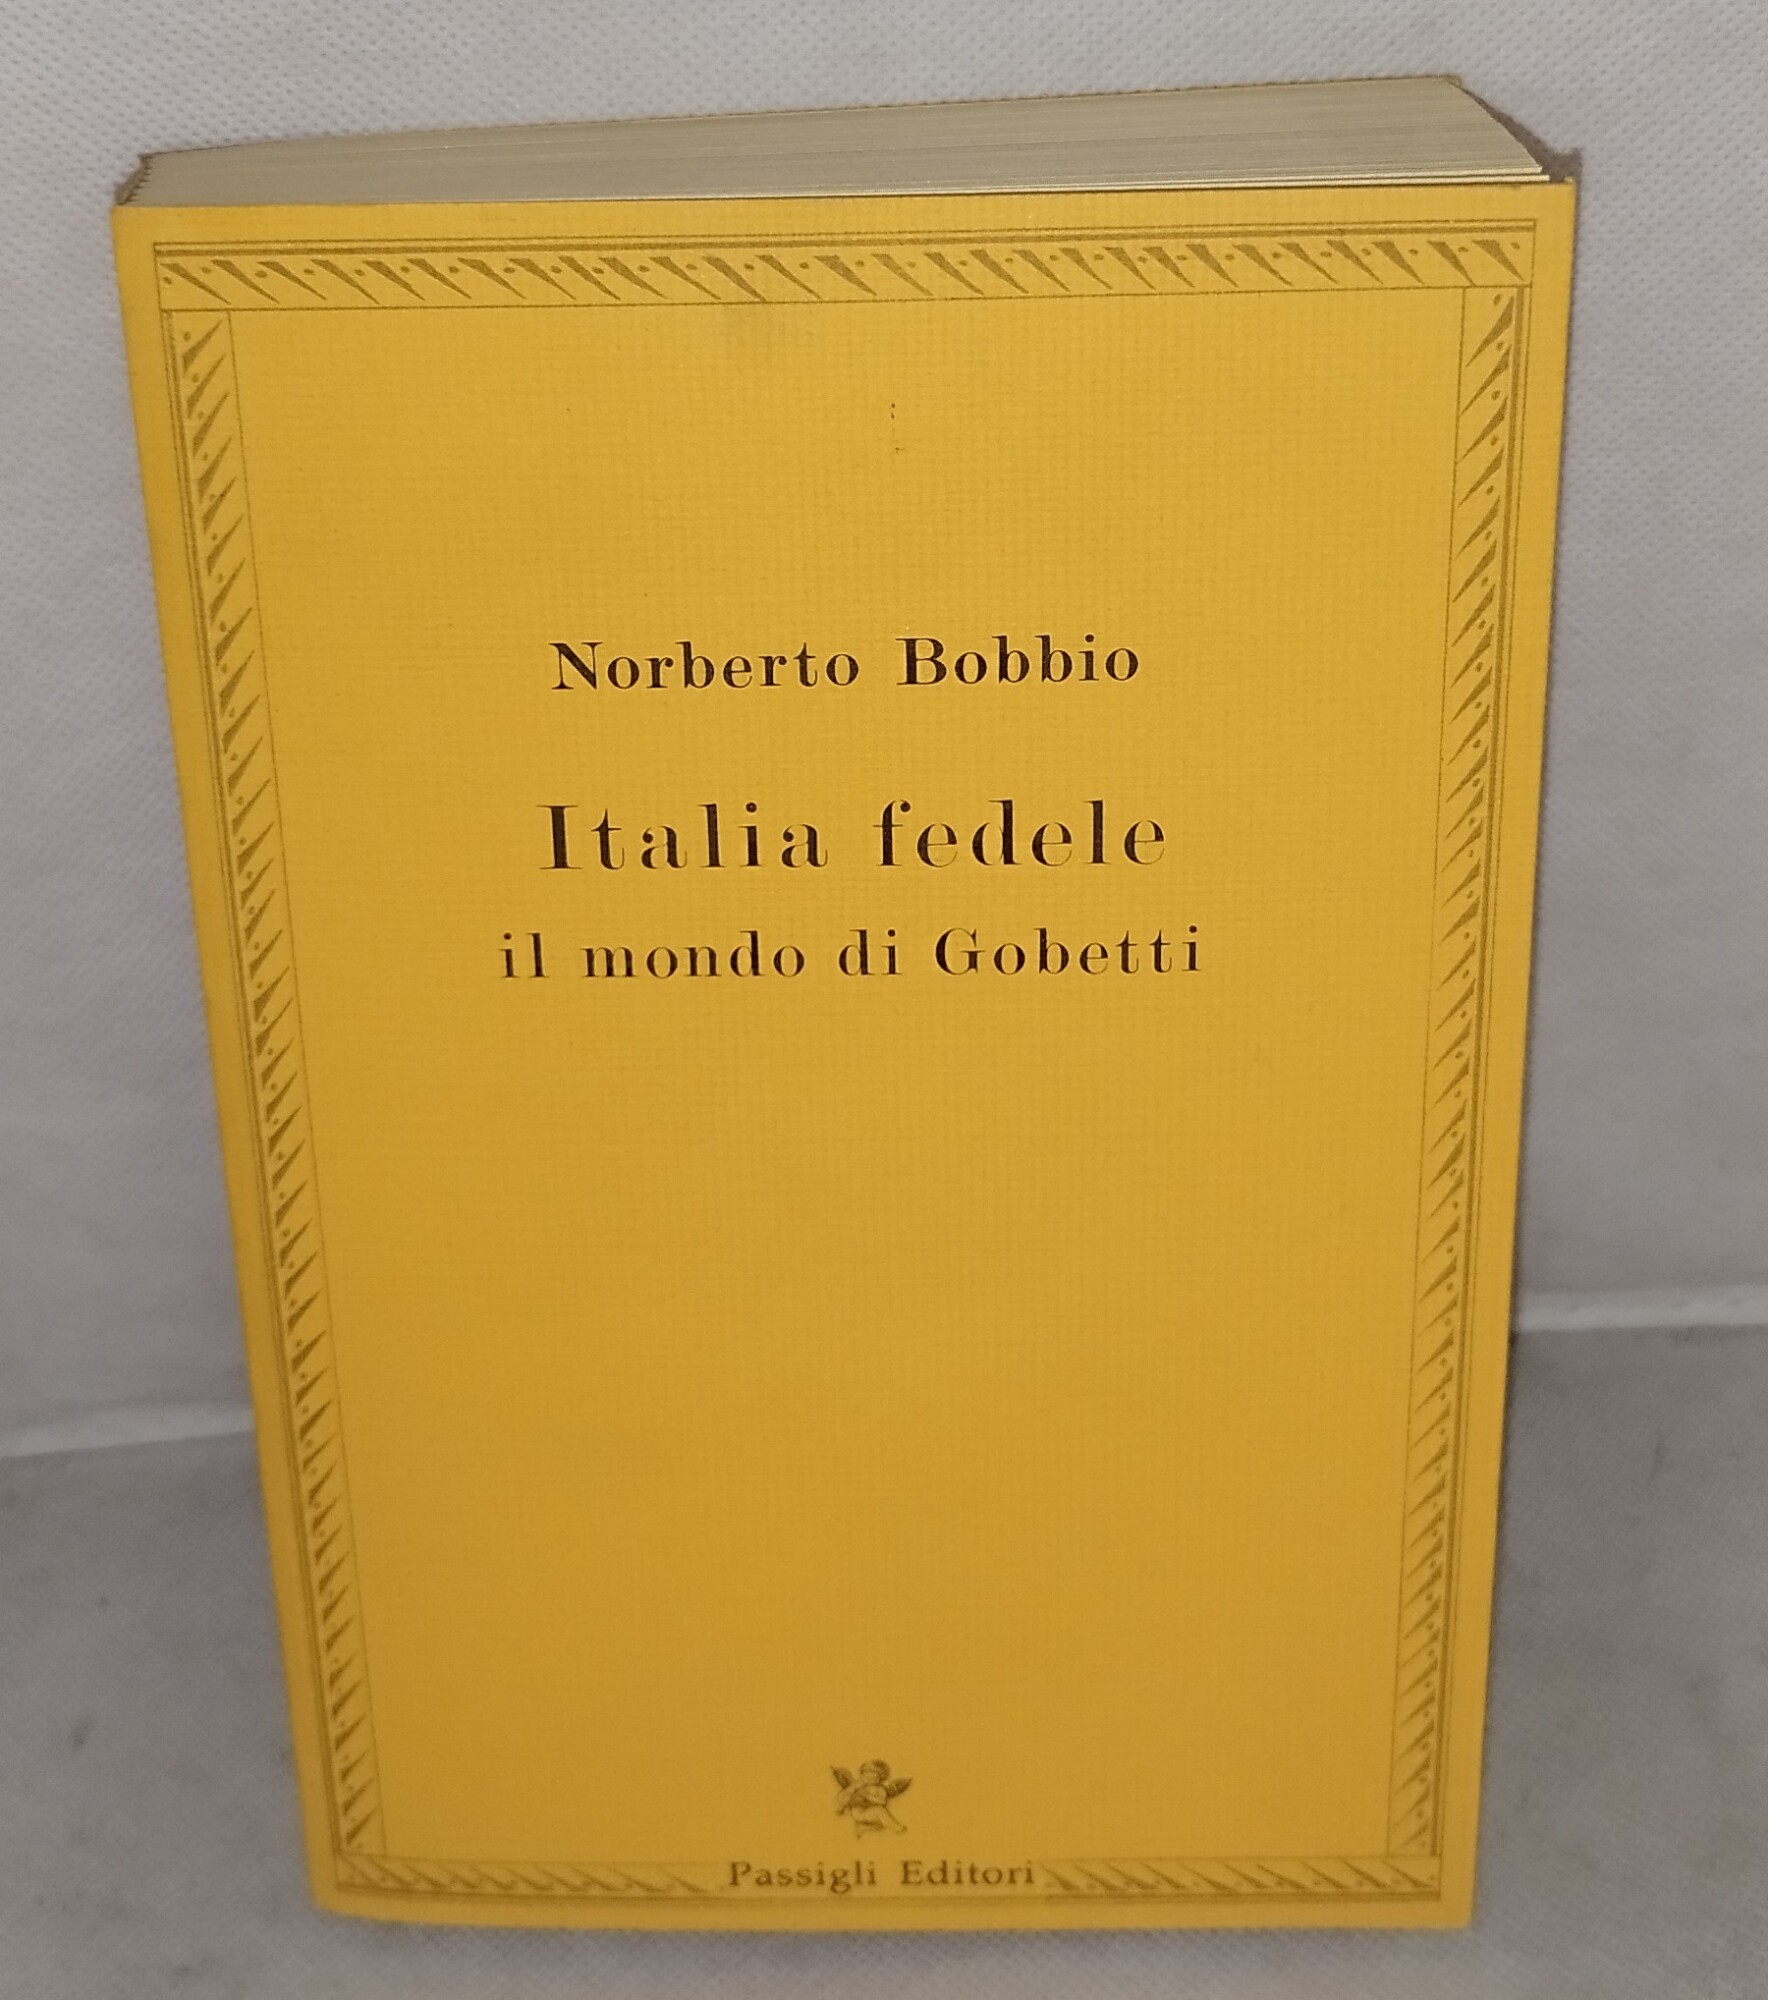 Norberto Bobbio
Italia fedele
il mondo di Gobetti
Passigli Editori